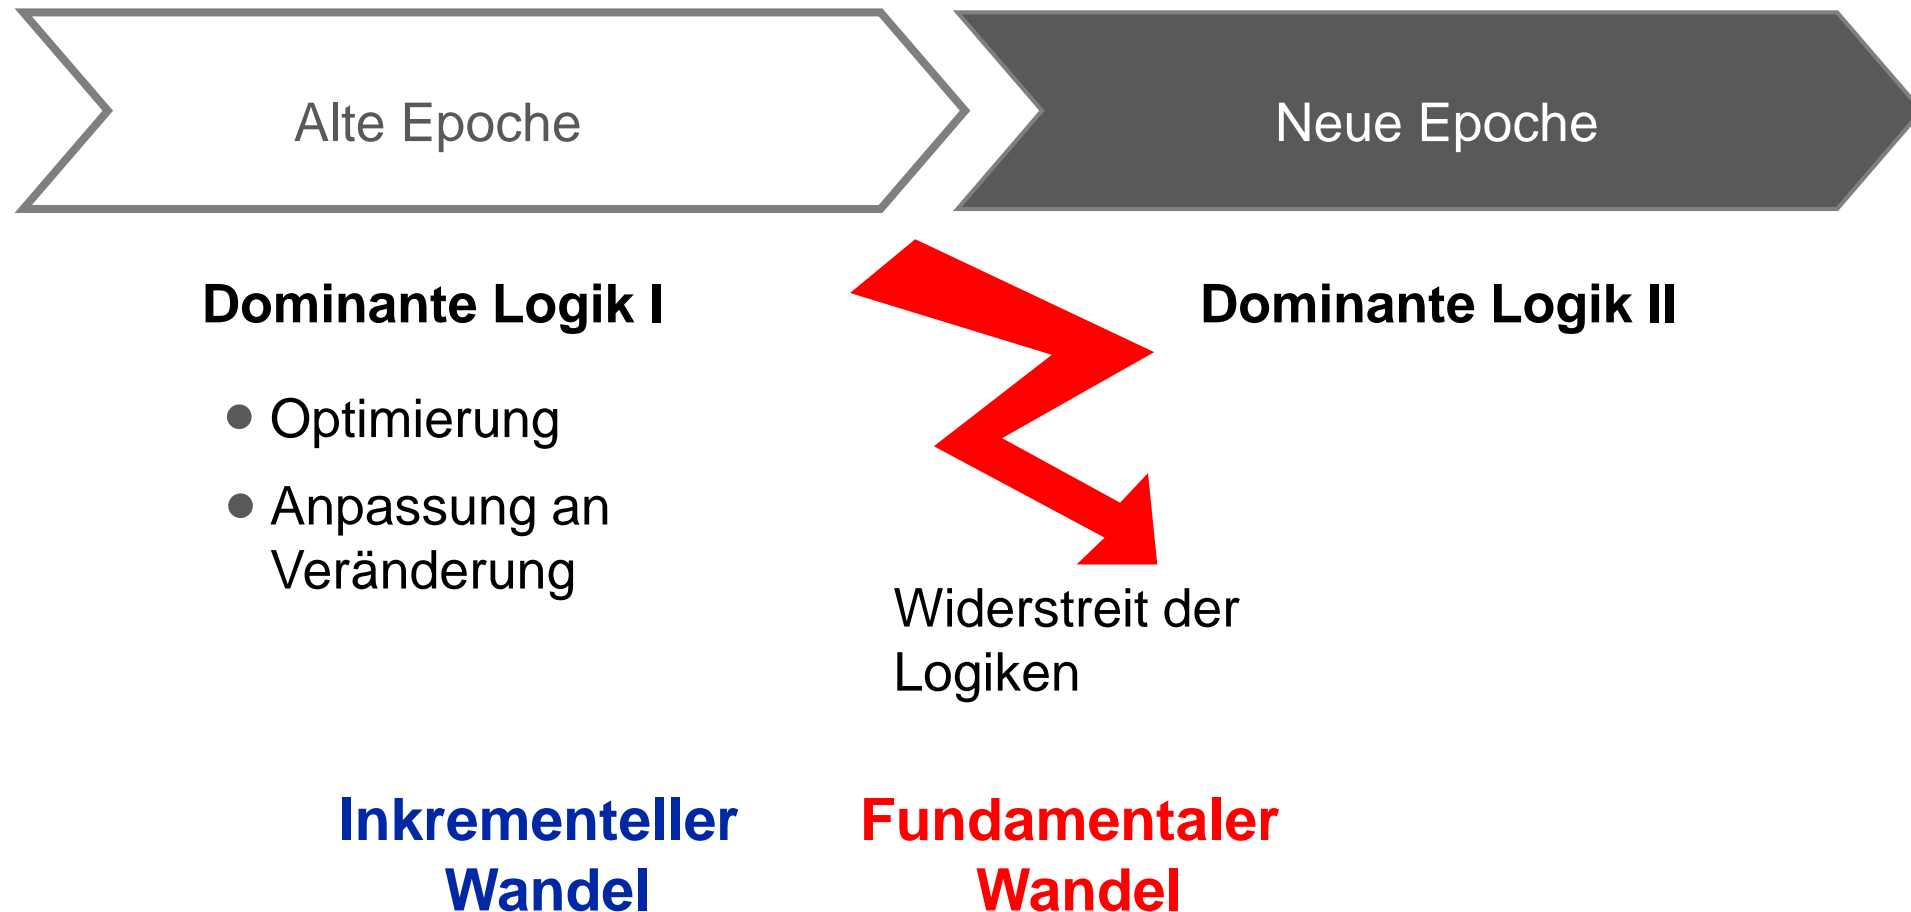 Alte Epoche
Neue Epoche
Dominante Logik I
Dominante Logik II
Optimierung
Anpassung an
Veränderung
Widerstreit der
Logiken
Inkrementeller
Wandel
Fundamentaler
Wandel